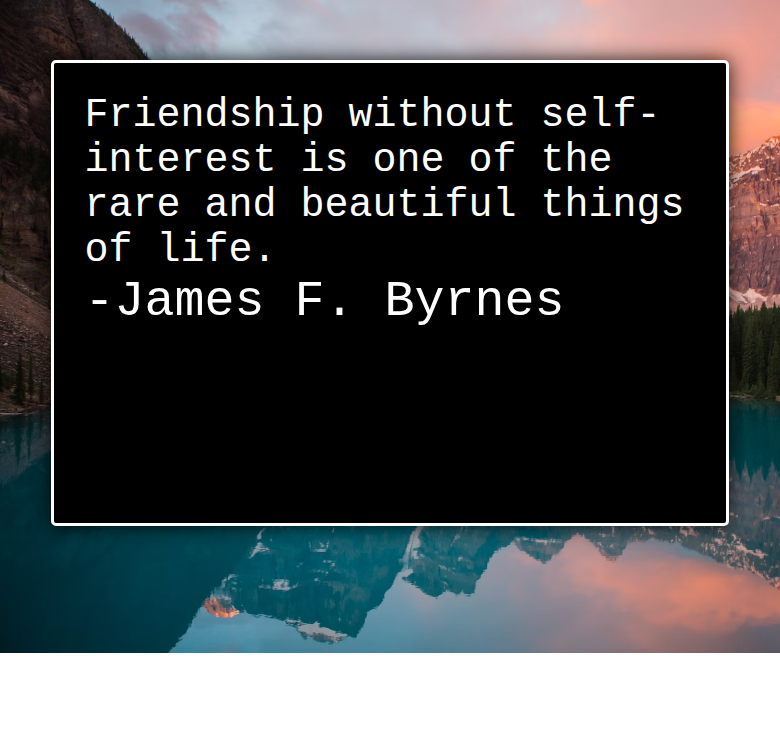 Friendship without self-
interest is one of the
rare and beautiful things
of life.
-James F. Byrnes